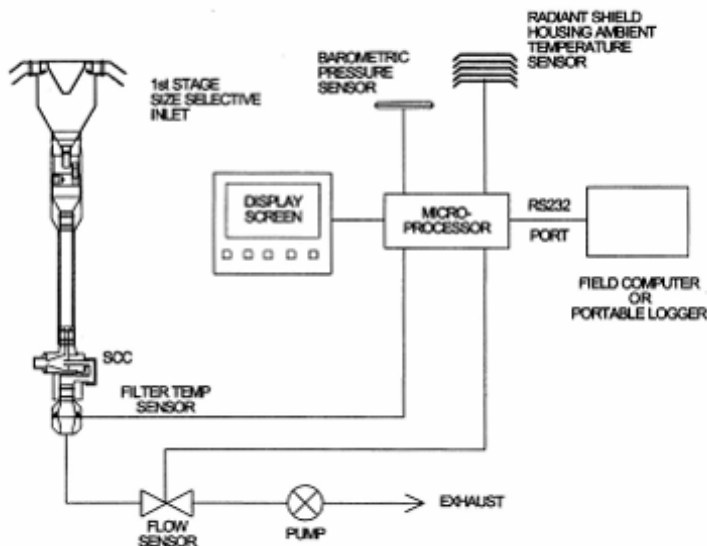 RADIANT SHIELD
HOUSING AMBIENT
TEMPERATURE
SENSOR
BAROMETRIC
PRESSURE
SENSOR
1st STAGE
SIZE SELECTIVE
INLET
DISPLAY
SCREEN
MICRO-
PROCESSOR
RS232
PORT
FIELD COMPUTER
OR
PORTABLE LOGGER
SCC
FILTER TEMP
SENSOR
EXHAUST
FLOW
SENSOR
PUMP